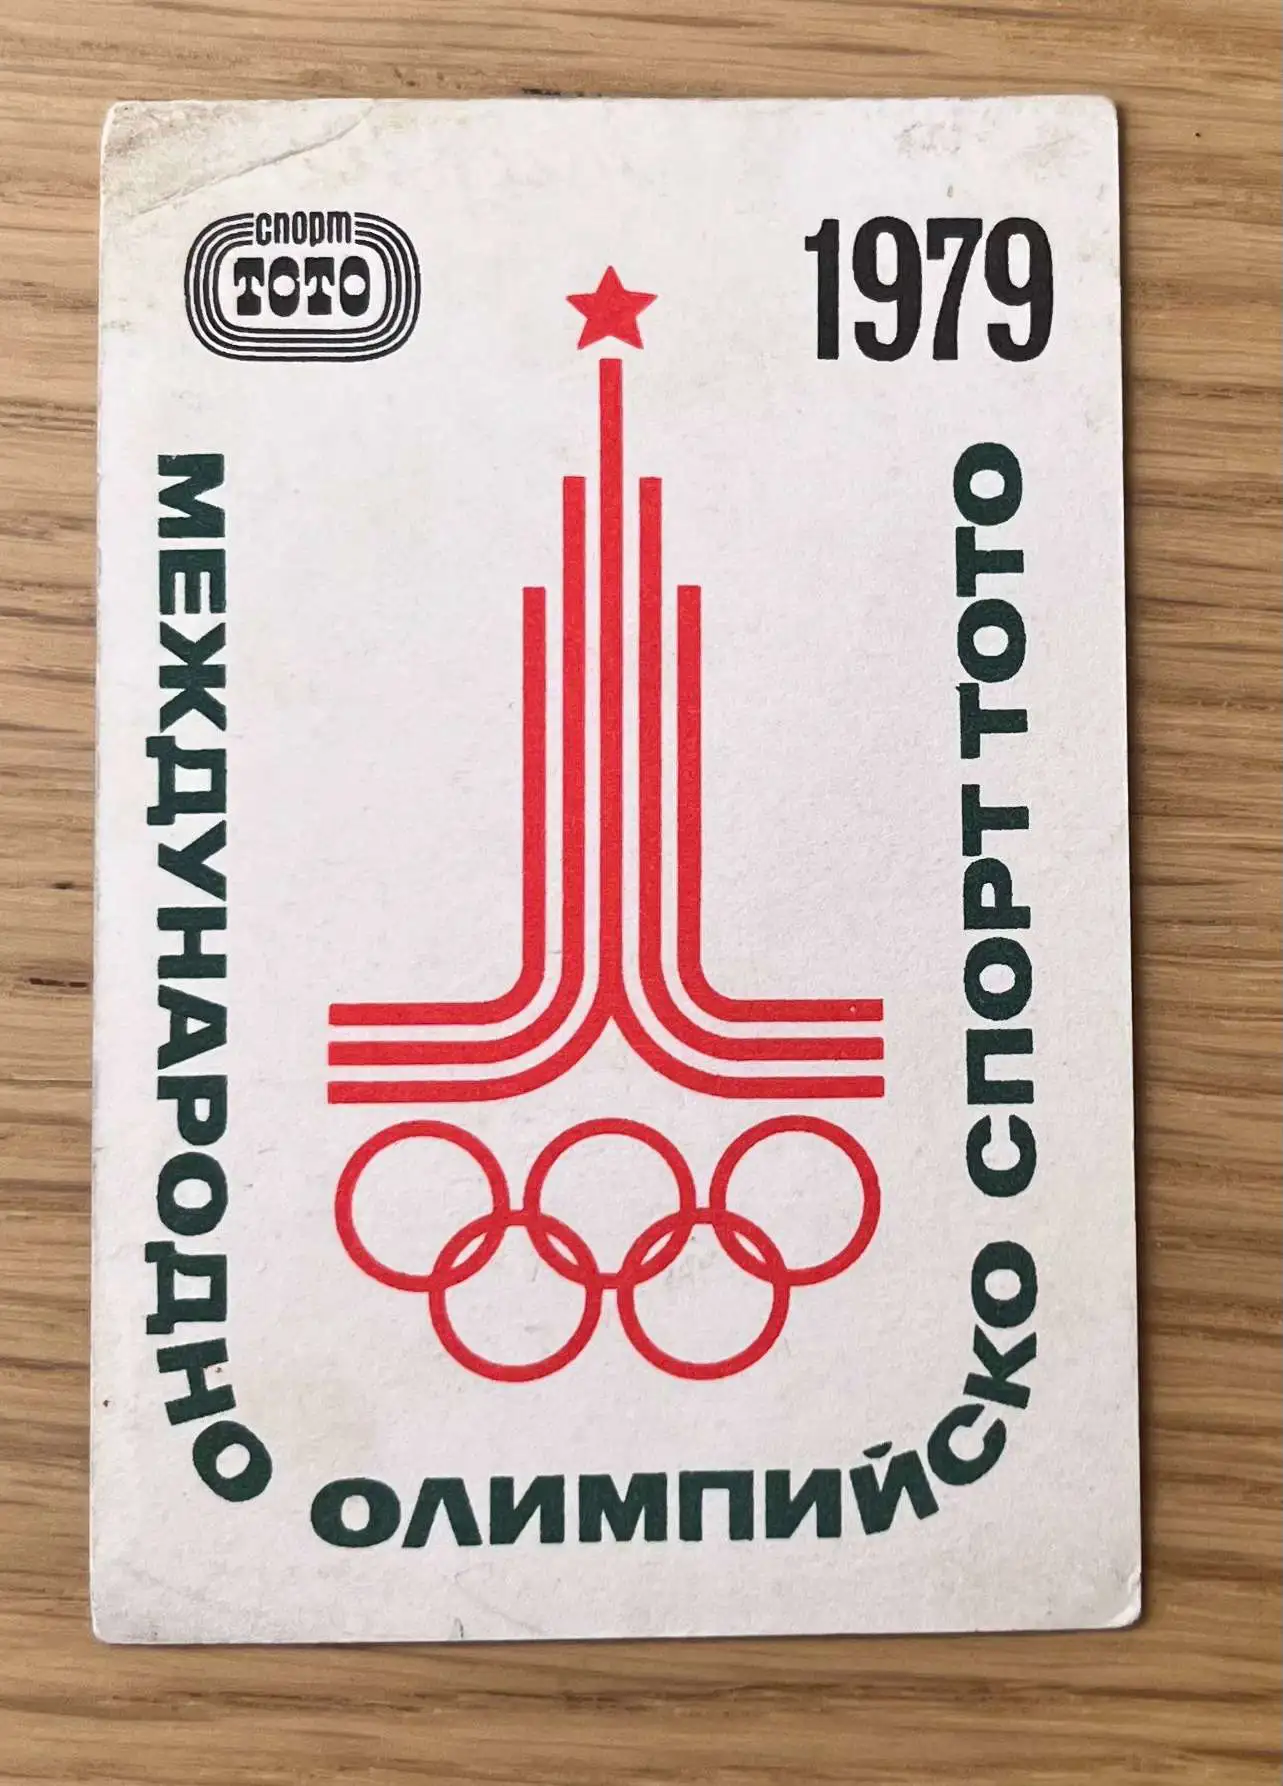 спорт
ТОТО
1979
МЕЖДУНАРОДНО ОЛИМПИЙСКО СПОРТ ТОТО